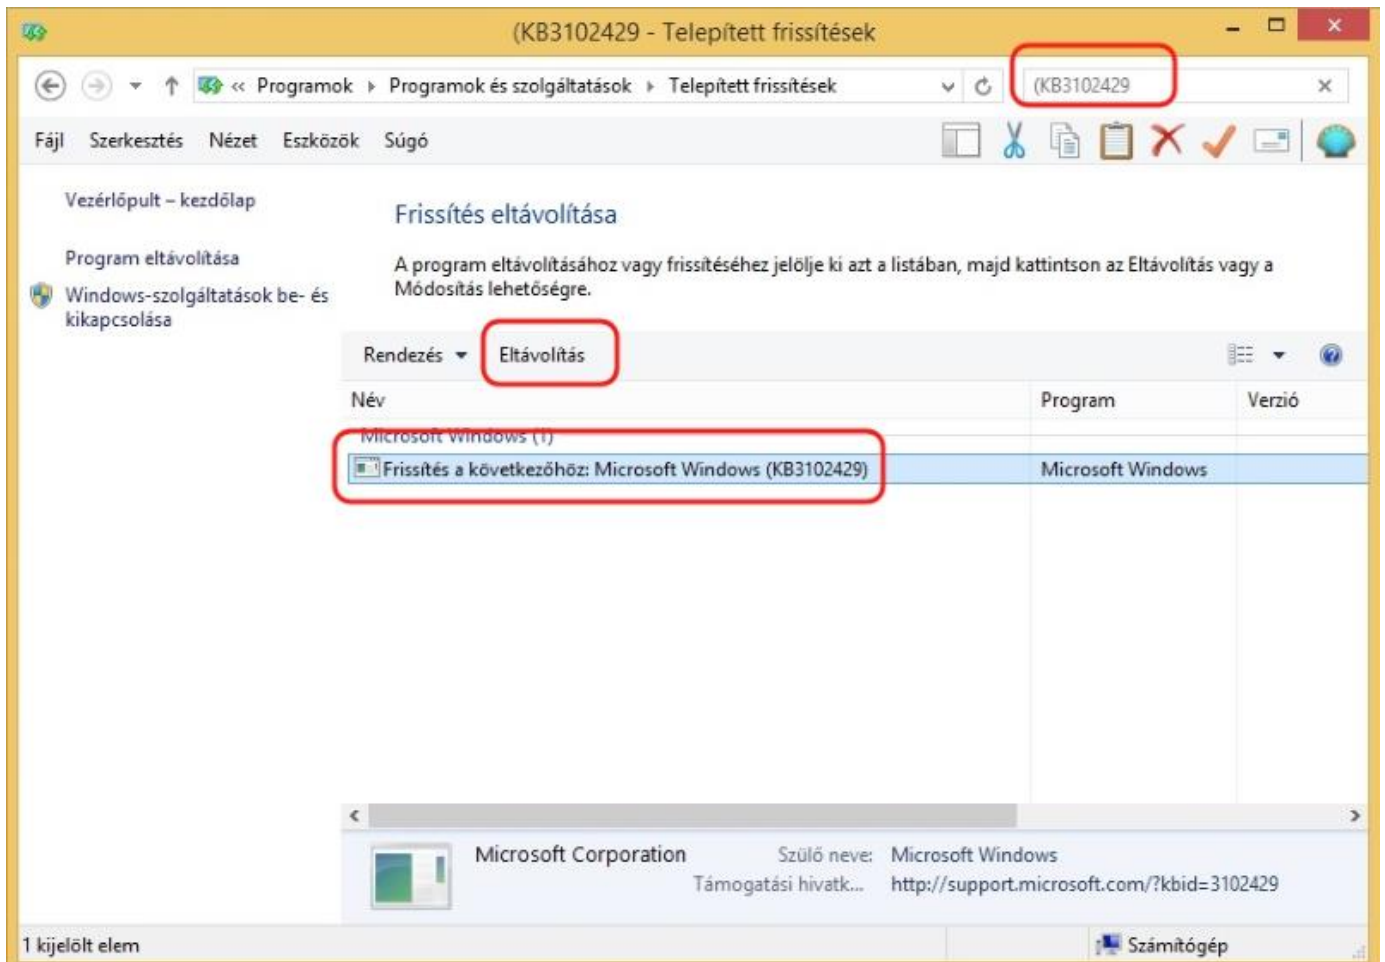 (KB3102429 - Telepített frissítések
« Programok Programok és szolgáltatások Telepített frissítések (KB3102429
Fájl Szerkesztés Nézet Eszközök Súgó
Vezérlőpult – kezdőlap
Program eltávolítása
Windows-szolgáltatások be- és
kikapcsolása
Frissítés eltávolítása
A program eltávolításához vagy frissítéséhez jelölje ki azt a listában, majd kattintson az Eltávolítás vagy a
Módosítás lehetőségre.
Rendezés Eltávolítás
Név Program Verzió
Microsoft Windows (1)
Frissítés a következőhöz: Microsoft Windows (KB3102429) Microsoft Windows
Microsoft Corporation Szülő neve: Microsoft Windows
Támogatási hivatk... http://support.microsoft.com/?kbid=3102429
1 kijelölt elem Számítógép